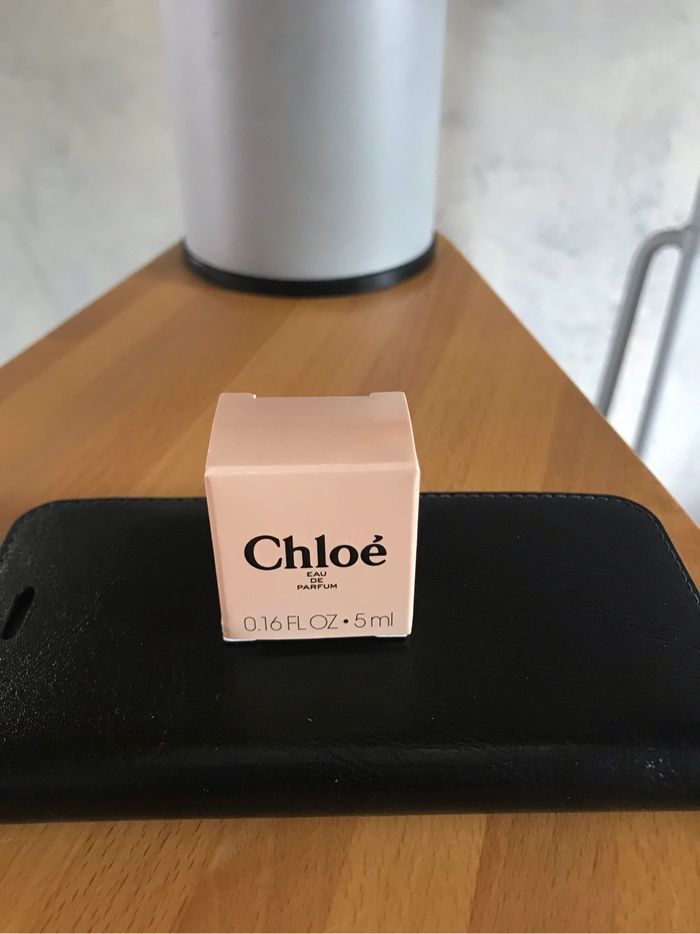 Chloé
EAU
DE
PARFUM
0.16 FL OZ • 5 ml